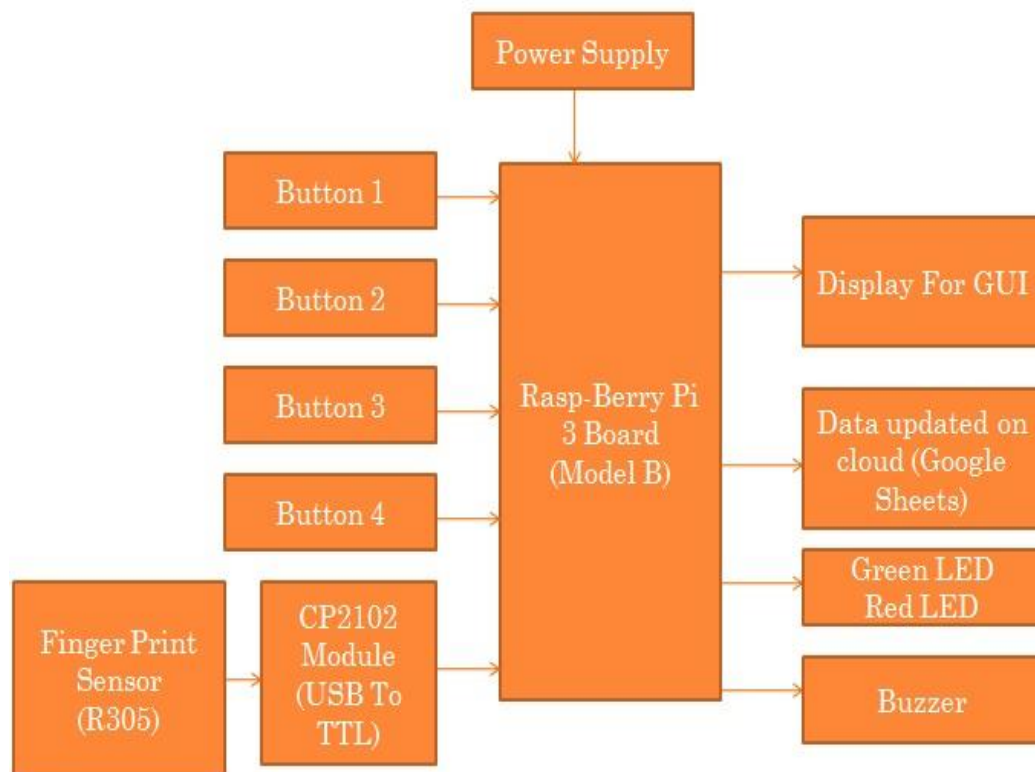 Power Supply
Button 1
Button 2
Button 3
Button 4
Finger Print
Sensor
(R305)
CP2102
Module
(USB To
TTL)
Rasp-Berry Pi
3 Board
(Model B)
Display For GUI
Data updated on
cloud (Google
Sheets)
Green LED
Red LED
Buzzer